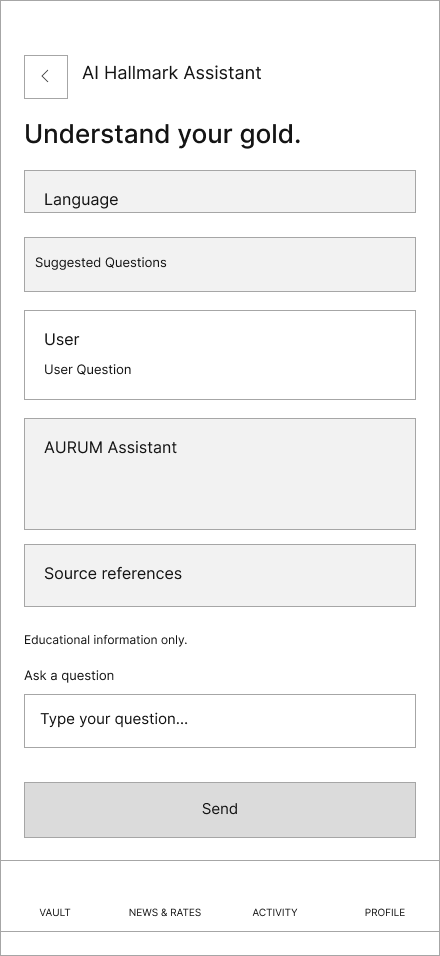 AI Hallmark Assistant
Understand your gold.
Language
Suggested Questions
User
User Question
AURUM Assistant
Source references
Educational information only.
Ask a question
Type your question...
Send
VAULT
NEWS & RATES
ACTIVITY
PROFILE